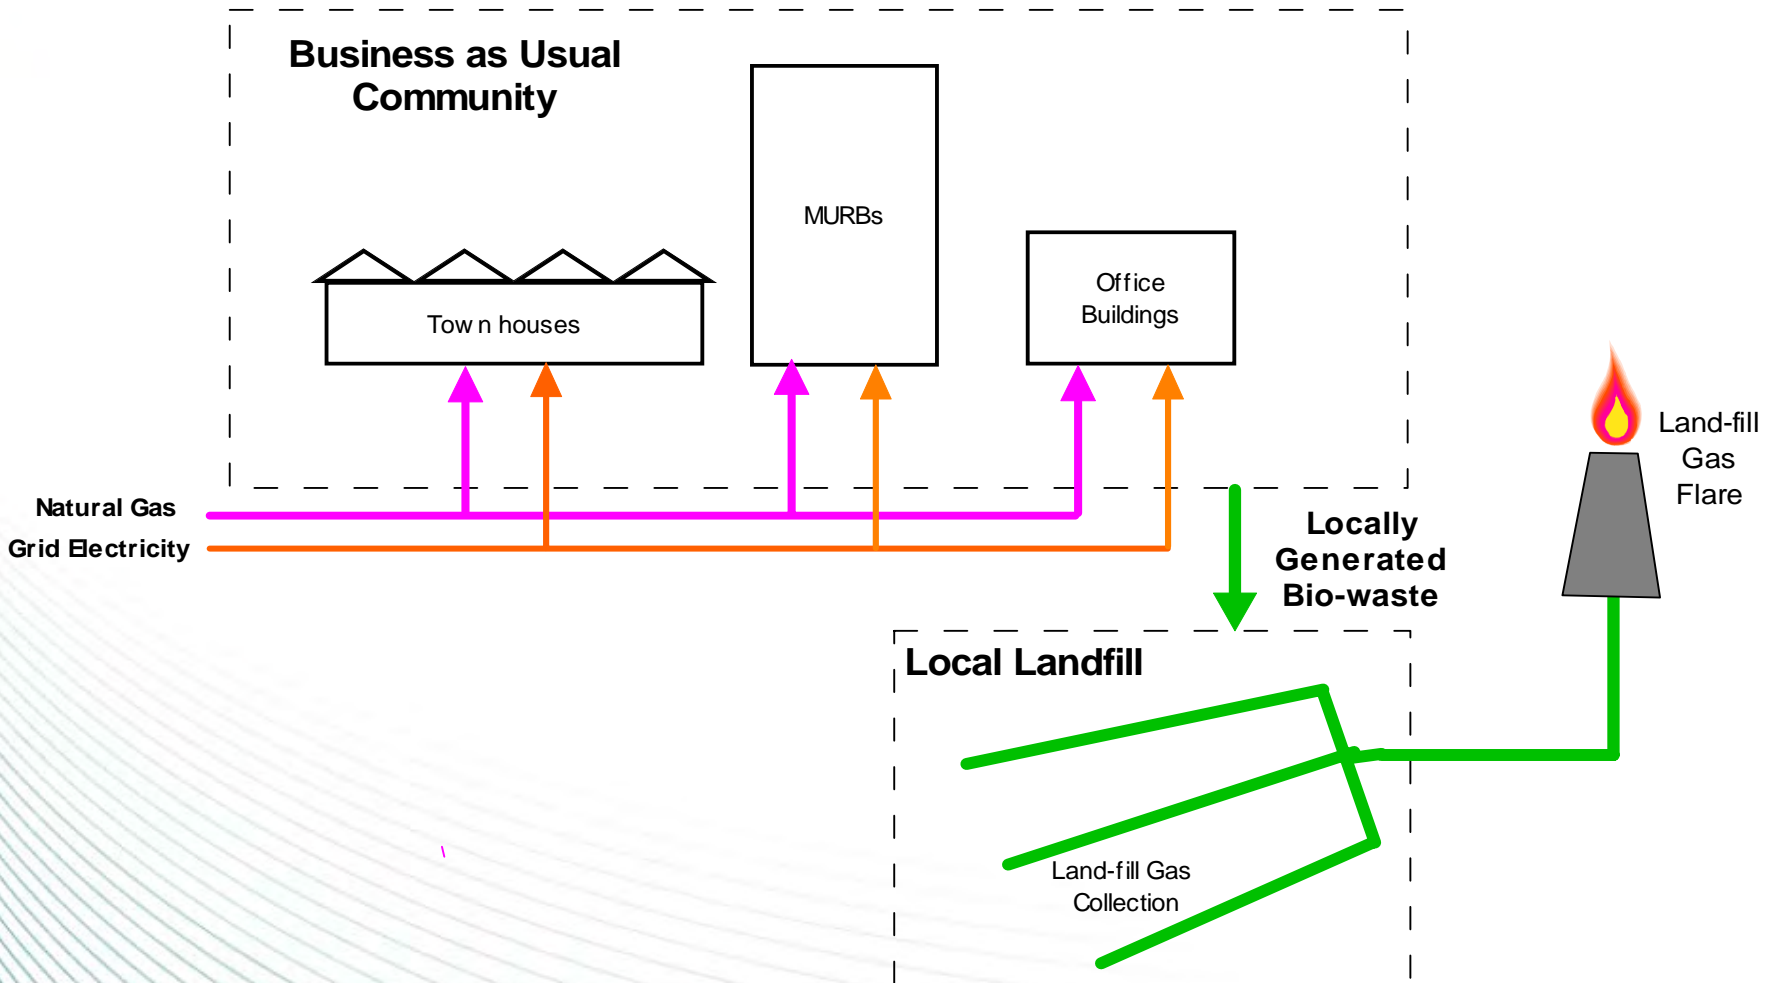 Business as Usual
Community
MURBs
Office
Buildings
Town houses
Land-fill
Gas
Flare
Natural Gas
Grid Electricity
Locally
Generated
Bio-waste
Local Landfill
Land-fill Gas
Collection